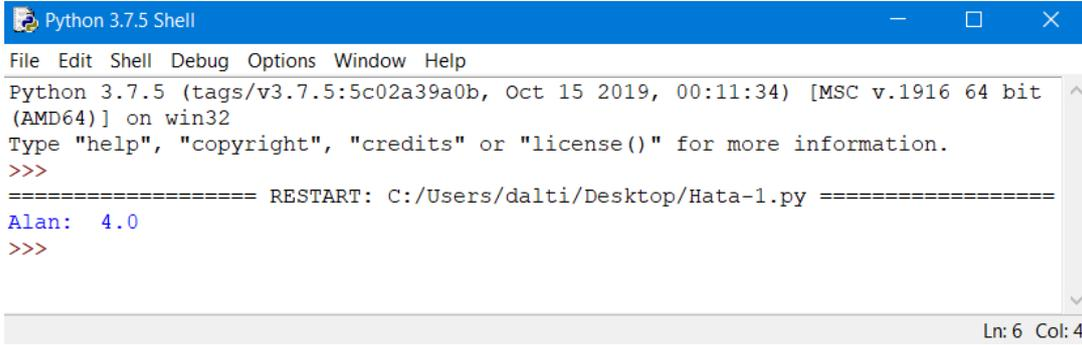 Python 3.7.5 Shell
File Edit Shell Debug Options Window Help
Python 3.7.5 (tags/v3.7.5:5c02a39a0b, Oct 15 2019, 00:11:34) [MSC v.1916 64 bit
(AMD64)] on win32
Type "help", "copyright", "credits" or "license()" for more information.
>>>
=================== RESTART: C:/Users/dalti/Desktop/Hata-1.py ==================
Alan:  4.0
>>>
Ln: 6 Col: 4